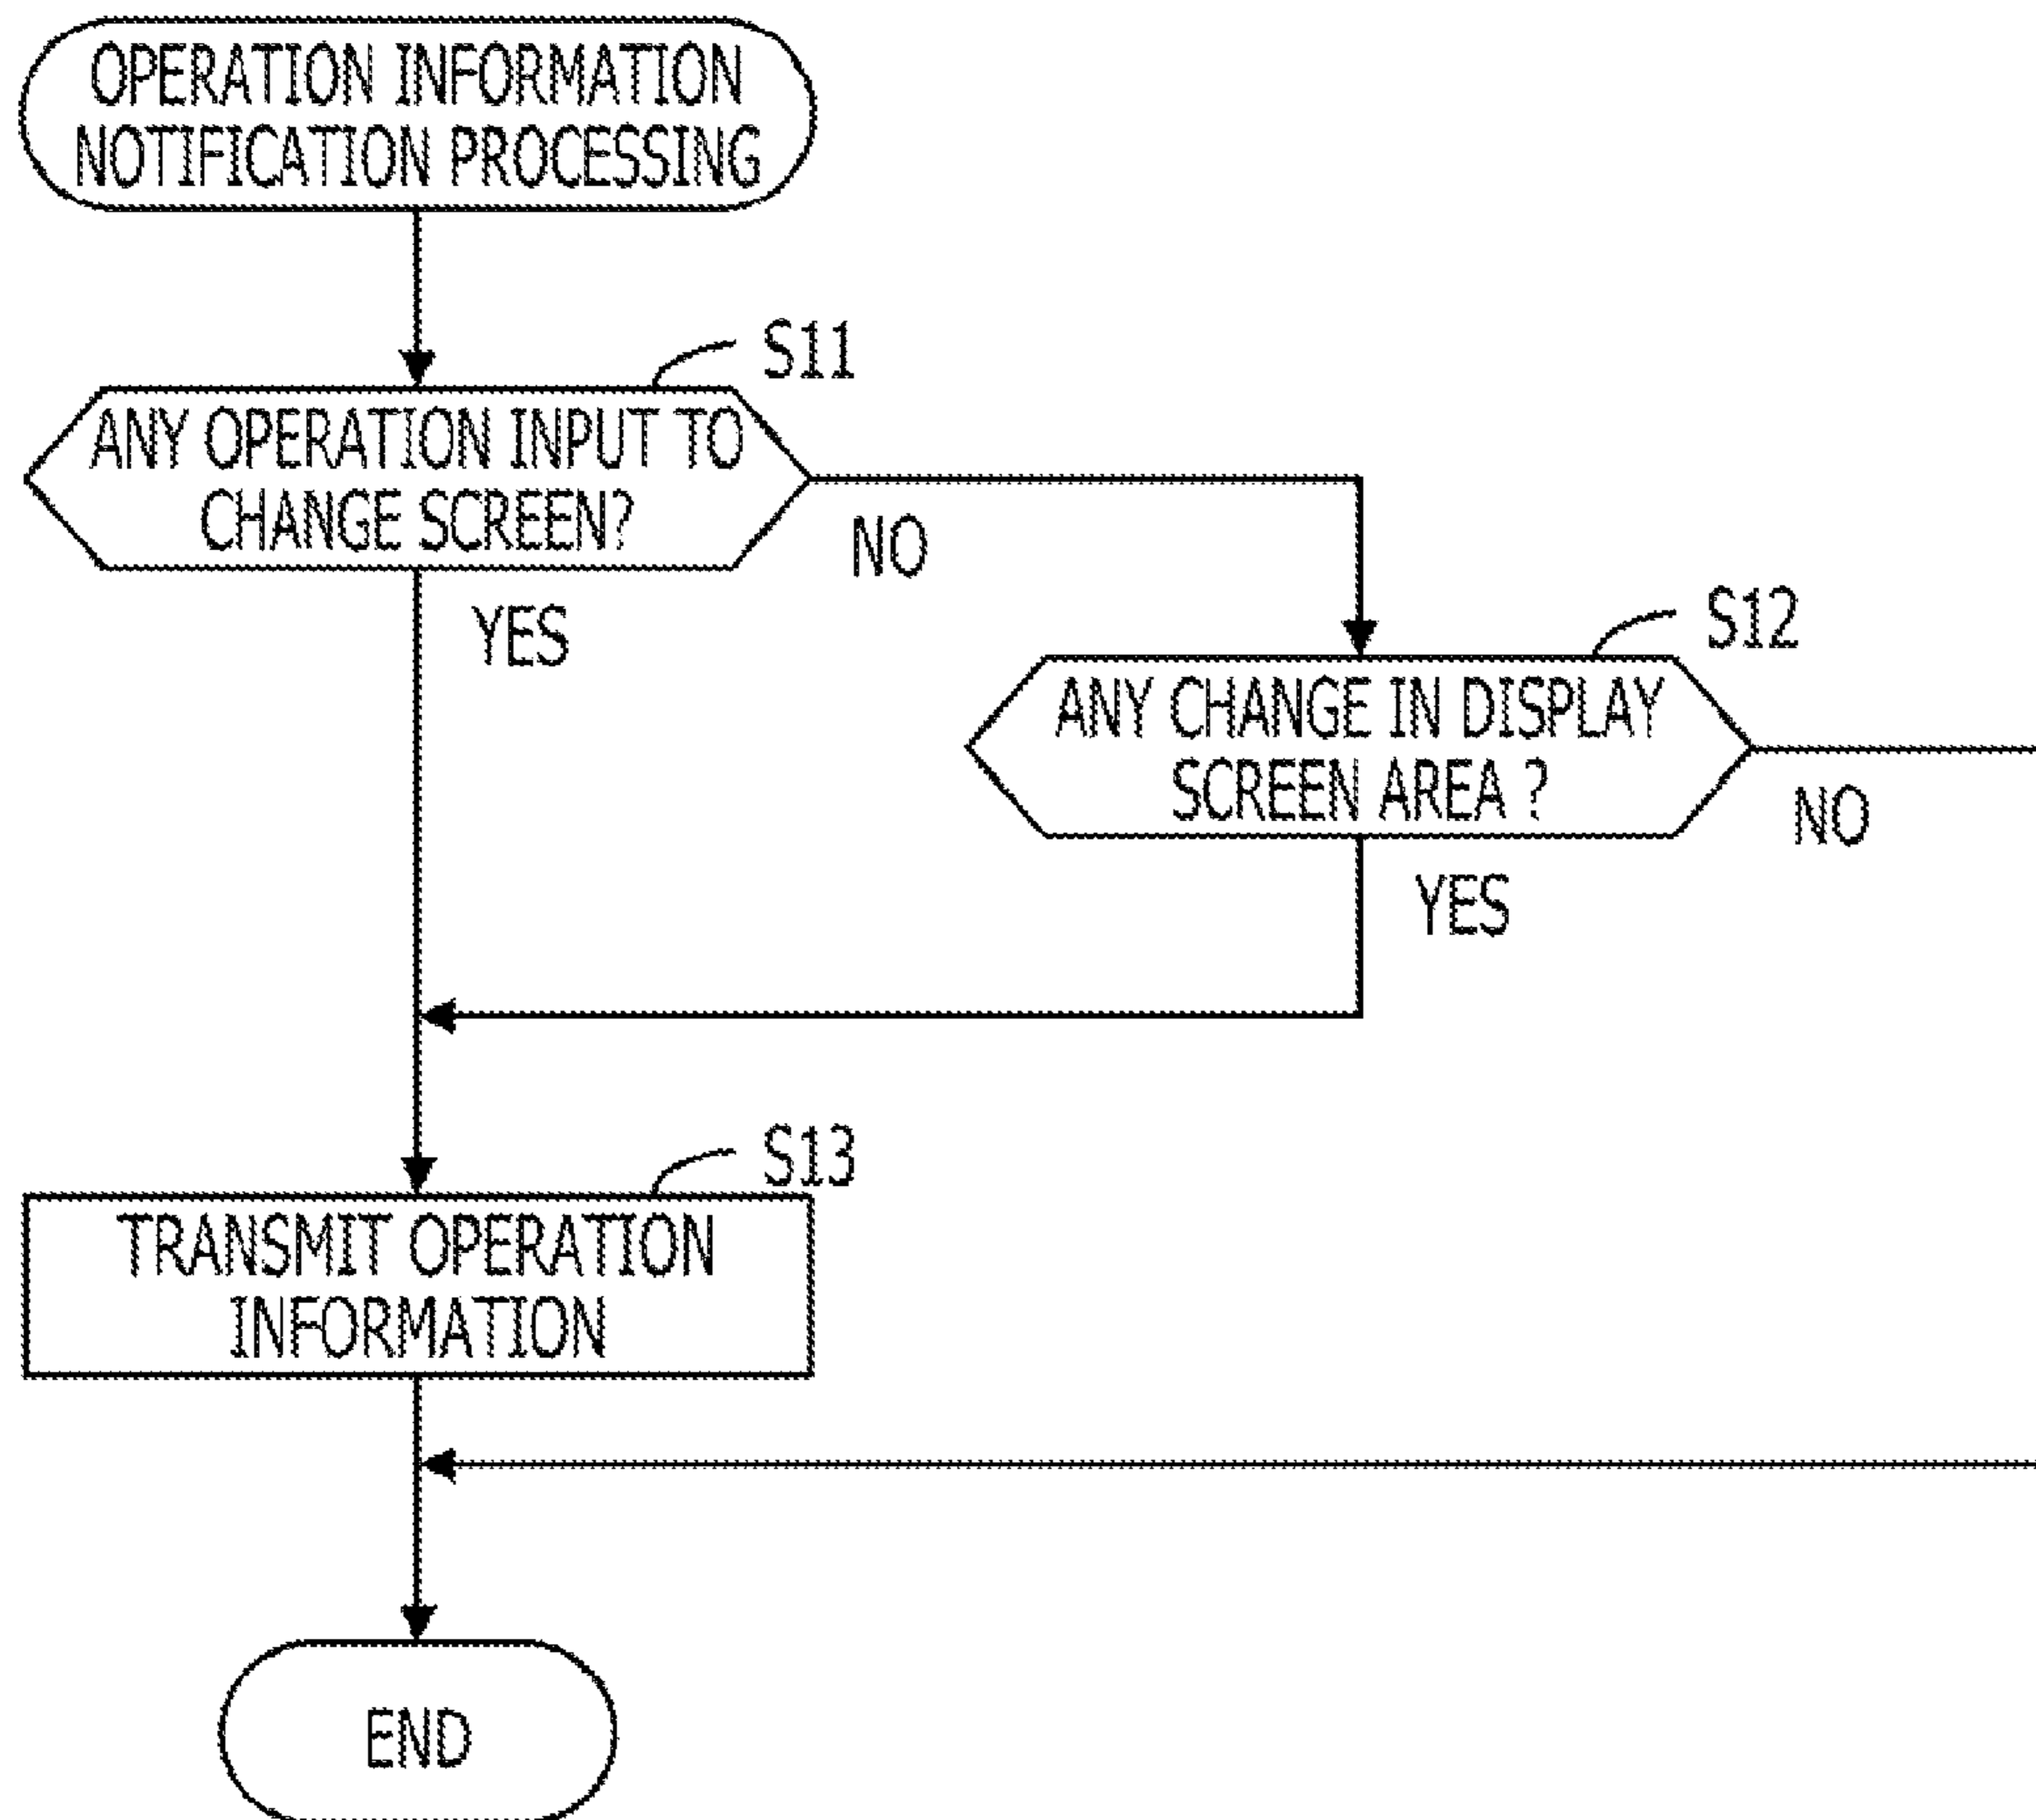 OPERATION INFORMATION
NOTIFICATION PROCESSING
S11
ANY OPERATION INPUT TO
CHANGE SCREEN?
NO
YES
S12
ANY CHANGE IN DISPLAY
SCREEN AREA ?
NO
YES
S13
TRANSMIT OPERATION
INFORMATION
END